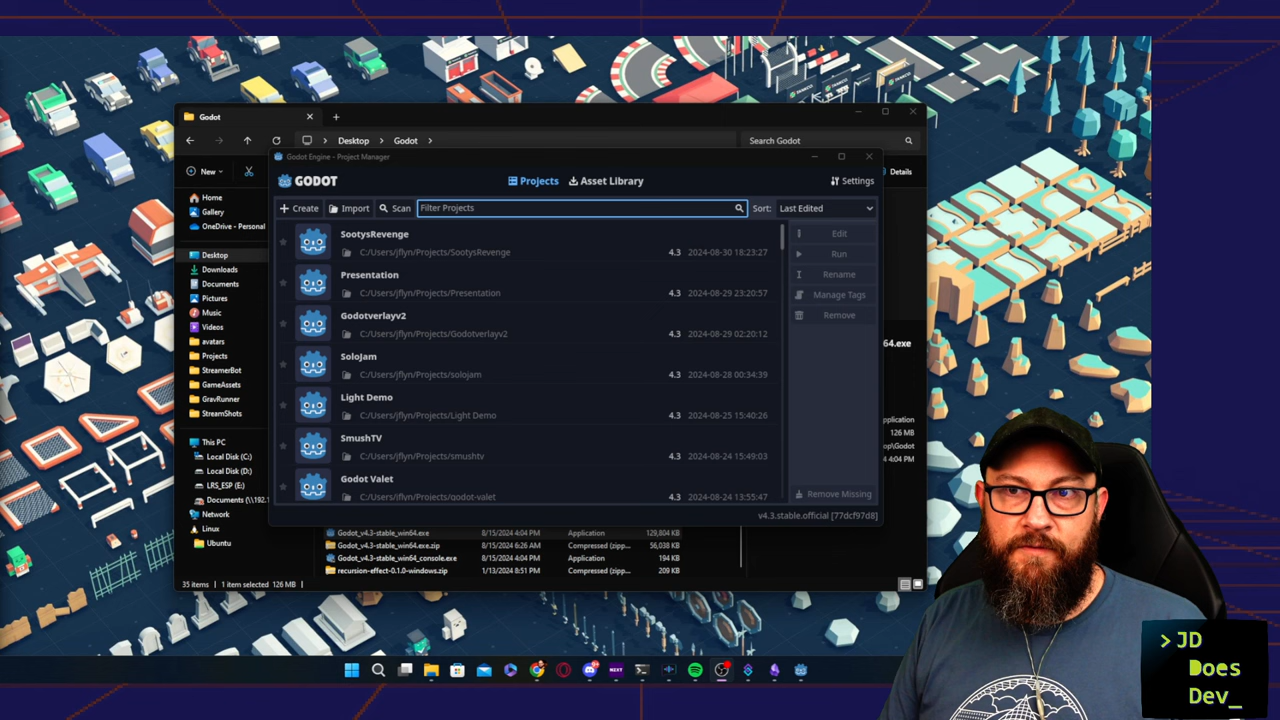 Godot
Desktop > Godot >
Search Godot
New
Details
Godot Engine - Project Manager
GODOT
Projects
Asset Library
Settings
Create
Import
Scan
Filter Projects
Sort:
Last Edited
Home
Gallery
OneDrive - Personal
Desktop
Downloads
Documents
Pictures
Music
Videos
avatars
Projects
StreamerBot
GameAssets
GravRunner
StreamShots
This PC
Local Disk (C:)
Local Disk (D:)
LRS_ESP (E:)
Documents (\\192.1
Network
Linux
Ubuntu
SootysRevenge
C:/Users/jflyn/Projects/SootysRevenge 4.3 2024-08-30 18:23:27
Presentation
C:/Users/jflyn/Projects/Presentation 4.3 2024-08-29 23:20:57
Godotverlayv2
C:/Users/jflyn/Projects/Godotverlayv2 4.3 2024-08-29 02:20:12
SoloJam
C:/Users/jflyn/Projects/solojam 4.3 2024-08-28 00:34:39
Light Demo
C:/Users/jflyn/Projects/Light Demo 4.3 2024-08-25 15:40:26
SmushTV
C:/Users/jflyn/Projects/smushtv 4.3 2024-08-24 15:49:03
Godot Valet
C:/Users/jflyn/Projects/godot-valet 4.3 2024-08-24 13:55:47
Edit
Run
Rename
Manage Tags
Remove
Remove Missing
v4.3.stable.official [77dcf97d8]
64.exe
pplication
126 MB
op\Godot
4 4:04 PM
Godot_v4.3-stable_win64.exe 8/15/2024 4:04 PM Application 129,804 KB
Godot_v4.3-stable_win64.exe.zip 8/15/2024 6:26 AM Compressed (zipp... 56,038 KB
Godot_v4.3-stable_win64_console.exe 8/15/2024 4:04 PM Application 194 KB
recursion-effect-0.1.0-windows.zip 1/13/2024 8:51 PM Compressed (zipp... 209 KB
35 items 1 item selected 126 MB
NEXT
>JD
Does
Dev_